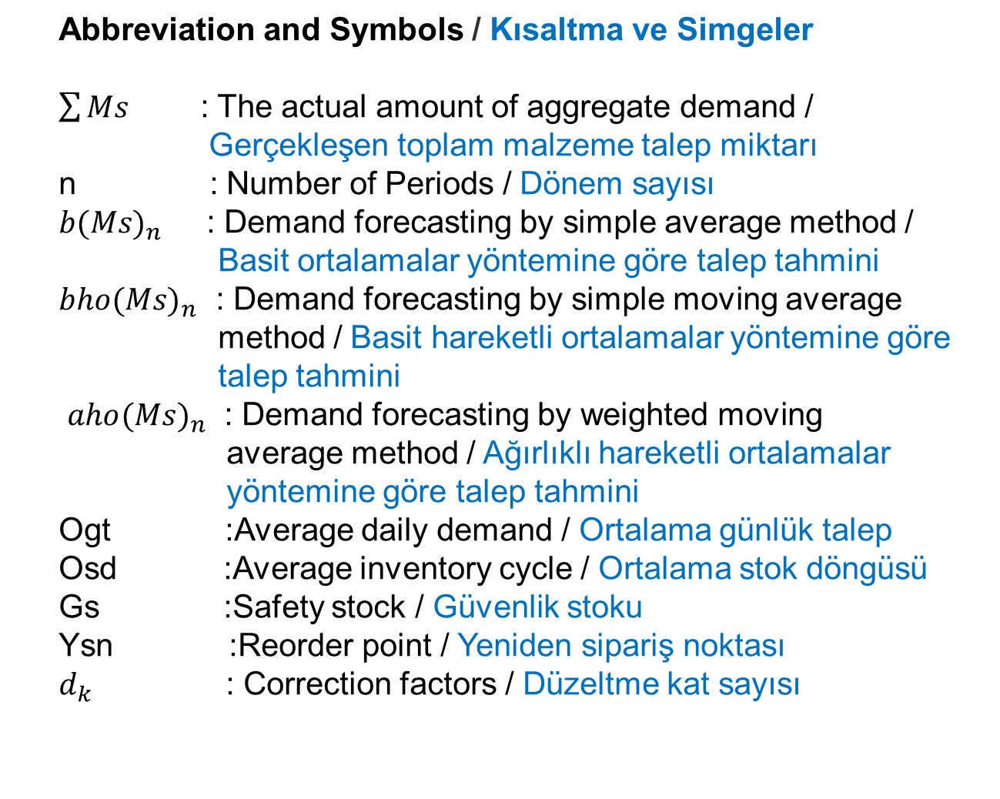 Abbreviation and Symbols / Kısaltma ve Simgeler
∑ Ms : The actual amount of aggregate demand /
Gerçekleşen toplam malzeme talep miktarı
n : Number of Periods / Dönem sayısı
b(Ms)ₙ : Demand forecasting by simple average method /
Basit ortalamalar yöntemine göre talep tahmini
bho(Ms)ₙ : Demand forecasting by simple moving average
method / Basit hareketli ortalamalar yöntemine göre
talep tahmini
aho(Ms)ₙ : Demand forecasting by weighted moving
average method / Ağırlıklı hareketli ortalamalar
yöntemine göre talep tahmini
Ogt :Average daily demand / Ortalama günlük talep
Osd :Average inventory cycle / Ortalama stok döngüsü
Gs :Safety stock / Güvenlik stoku
Ysn :Reorder point / Yeniden sipariş noktası
dₖ : Correction factors / Düzeltme kat sayısı